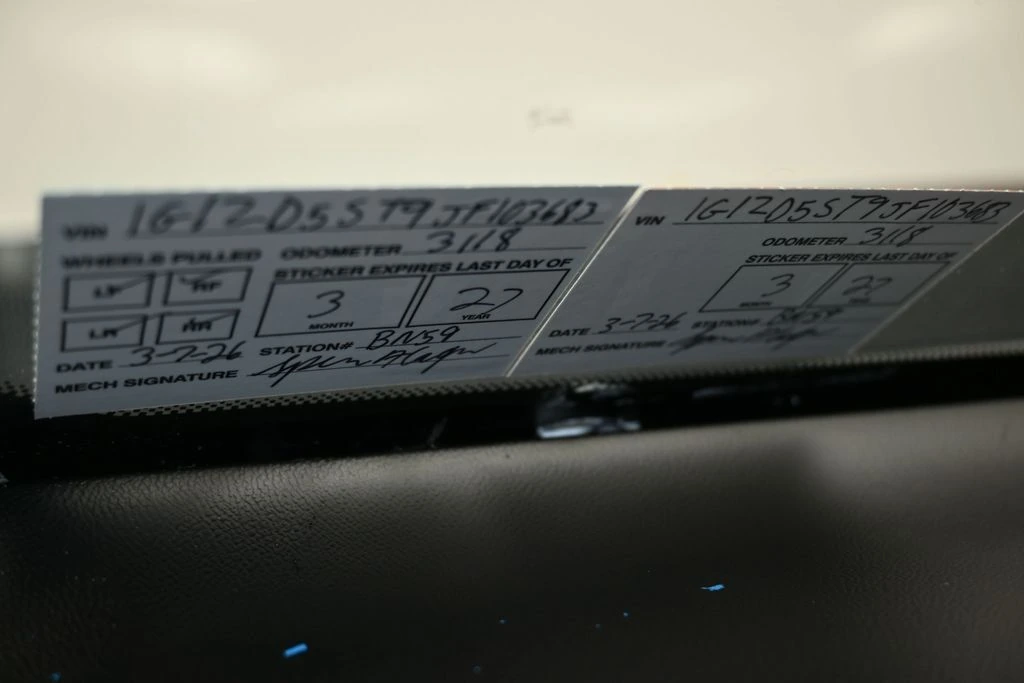 VIN 1G1ZD5ST9JF103682
WHEELS PULLED ODOMETER 3118
LF RF
STICKER EXPIRES LAST DAY OF
3 27
MONTH YEAR
LR RR
DATE 3-7-26 STATION# BN59
MECH SIGNATURE
VIN
ODOMETER 3118
STICKER EXPIRES LAST DAY OF
3 27
MONTH
DATE 3-7-26 STATION# BN59
MECH SIGNATURE